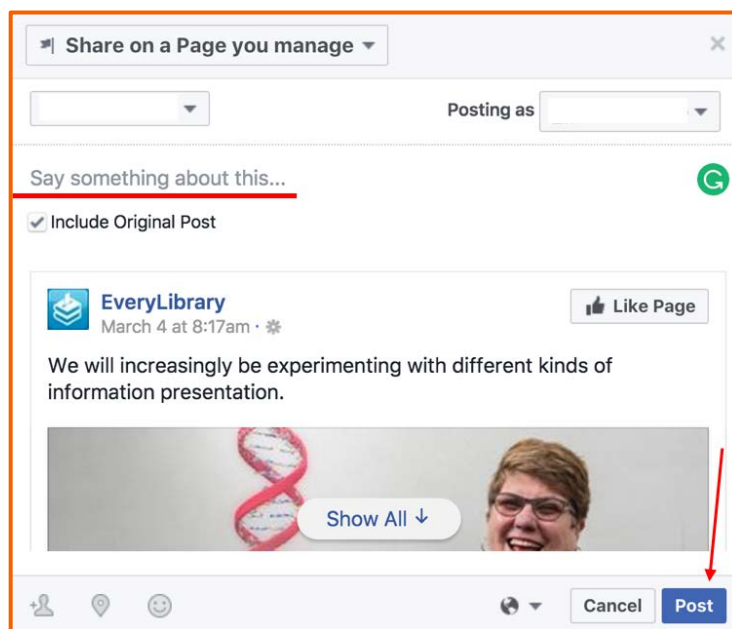 Share on a Page you manage
Posting as
Say something about this...
Include Original Post
EveryLibrary
Like Page
March 4 at 8:17am ·
We will increasingly be experimenting with different kinds of
information presentation.
Show All ↓
Cancel
Post